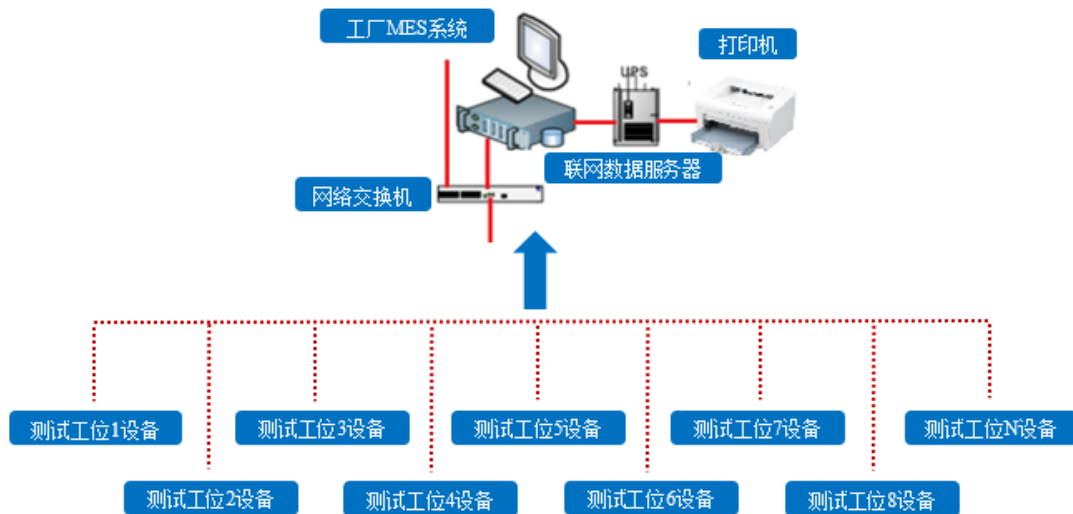 工厂MES系统
打印机
UPS
联网数据服务器
网络交换机
测试工位1设备
测试工位3设备
测试工位5设备
测试工位7设备
测试工位N设备
测试工位2设备
测试工位4设备
测试工位6设备
测试工位8设备